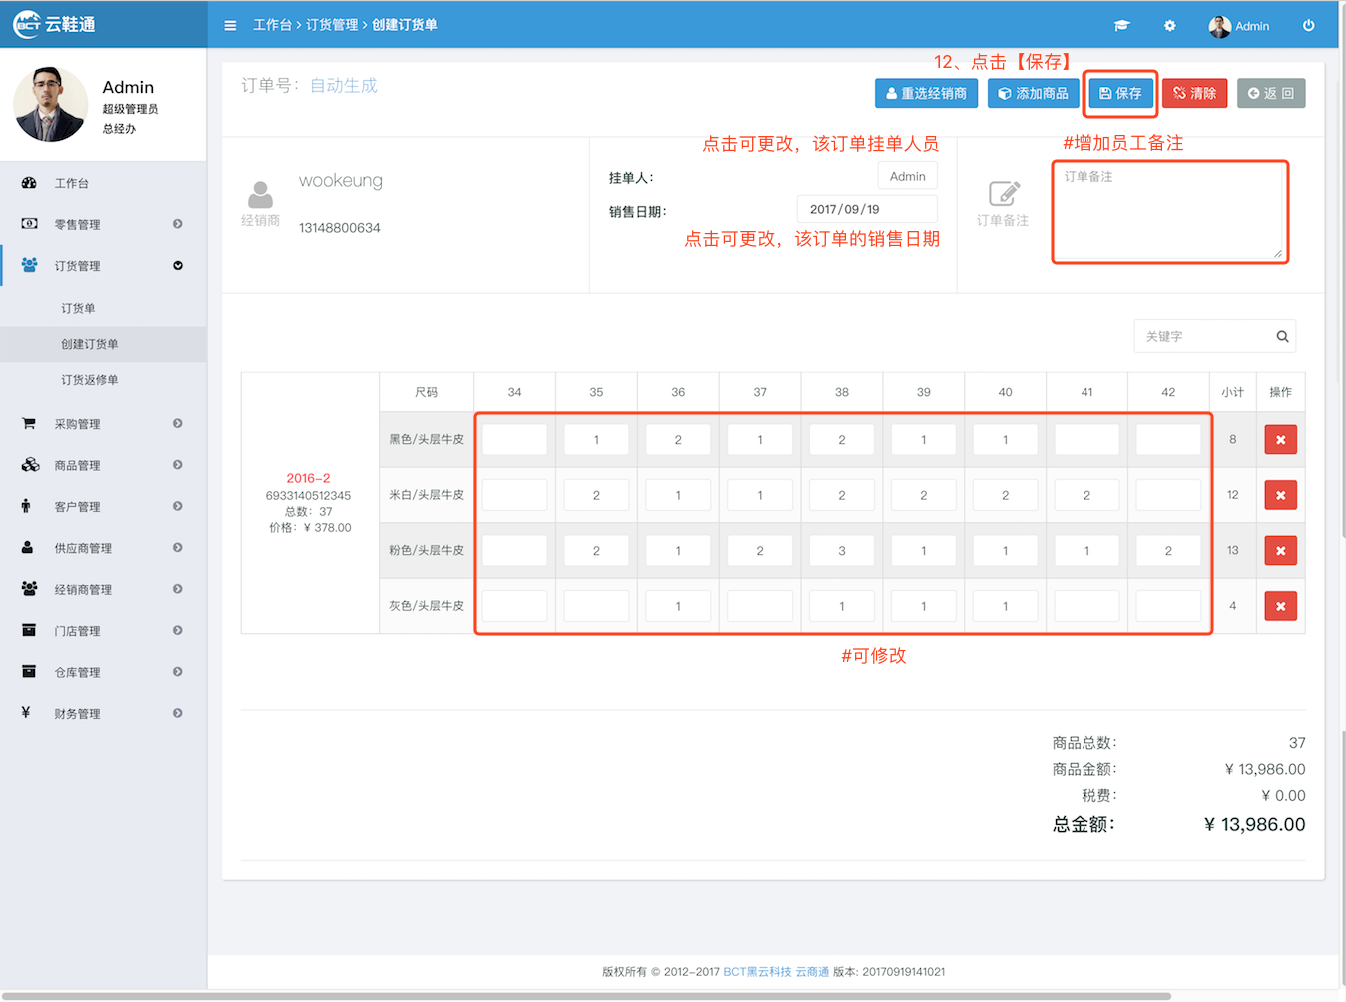 BCT 云鞋通
工作台 > 订货管理 > 创建订货单
Admin
Admin
超级管理员
总经办
工作台
零售管理
订货管理
订货单
创建订货单
订货返修单
采购管理
商品管理
客户管理
供应商管理
经销商管理
门店管理
仓库管理
¥ 财务管理
12、点击【保存】
订单号: 自动生成
重选经销商 添加商品 保存 清除 返 回
点击可更改，该订单挂单人员
#增加员工备注
经销商
wookeung
13148800634
挂单人: Admin
销售日期: 2017/09/19
点击可更改，该订单的销售日期
订单备注
订单备注
关键字
尺码 34 35 36 37 38 39 40 41 42 小计 操作
2016-2
6933140512345
总数: 37
价格: ¥ 378.00
黑色/头层牛皮 1 2 1 2 1 1 8
米白/头层牛皮 2 1 1 2 2 2 2 12
粉色/头层牛皮 2 1 2 3 1 1 1 2 13
灰色/头层牛皮 1 1 1 1 4
#可修改
商品总数: 37
商品金额: ¥ 13,986.00
税费: ¥ 0.00
总金额: ¥ 13,986.00
版权所有 © 2012-2017 BCT黑云科技 云商通 版本: 20170919141021